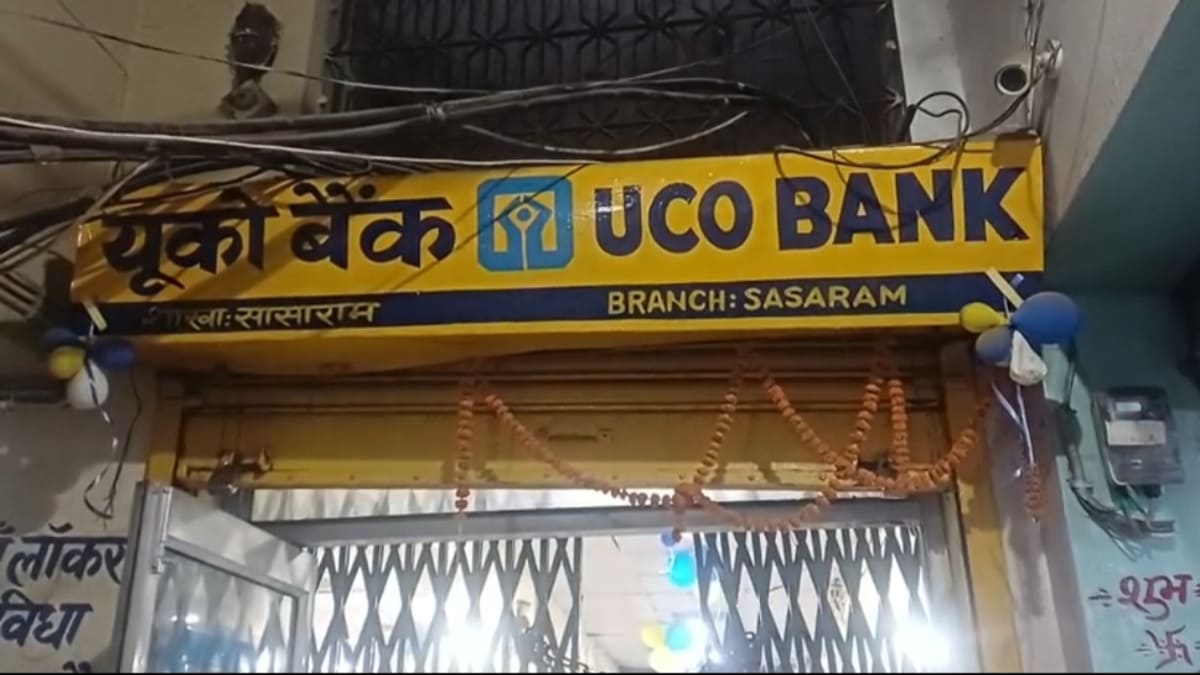 यूको बैंक UCO BANK
शाखा: सासाराम BRANCH: SASARAM
लॉकर
विधा
शुभ